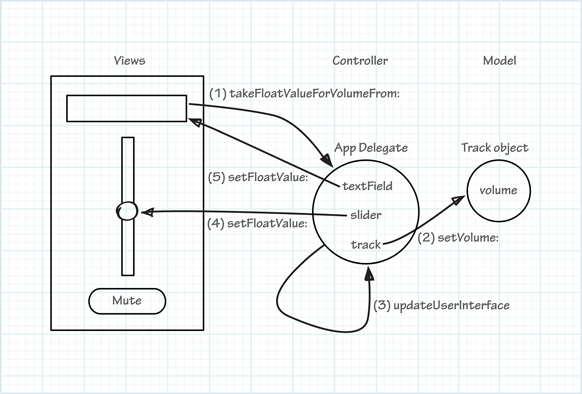 Views
Controller
Model
(1) takeFloatValueForVolumeFrom:
App Delegate
Track object
(5) setFloatValue:
textField
volume
slider
(4) setFloatValue:
track
(2) setVolume:
Mute
(3) updateUserInterface